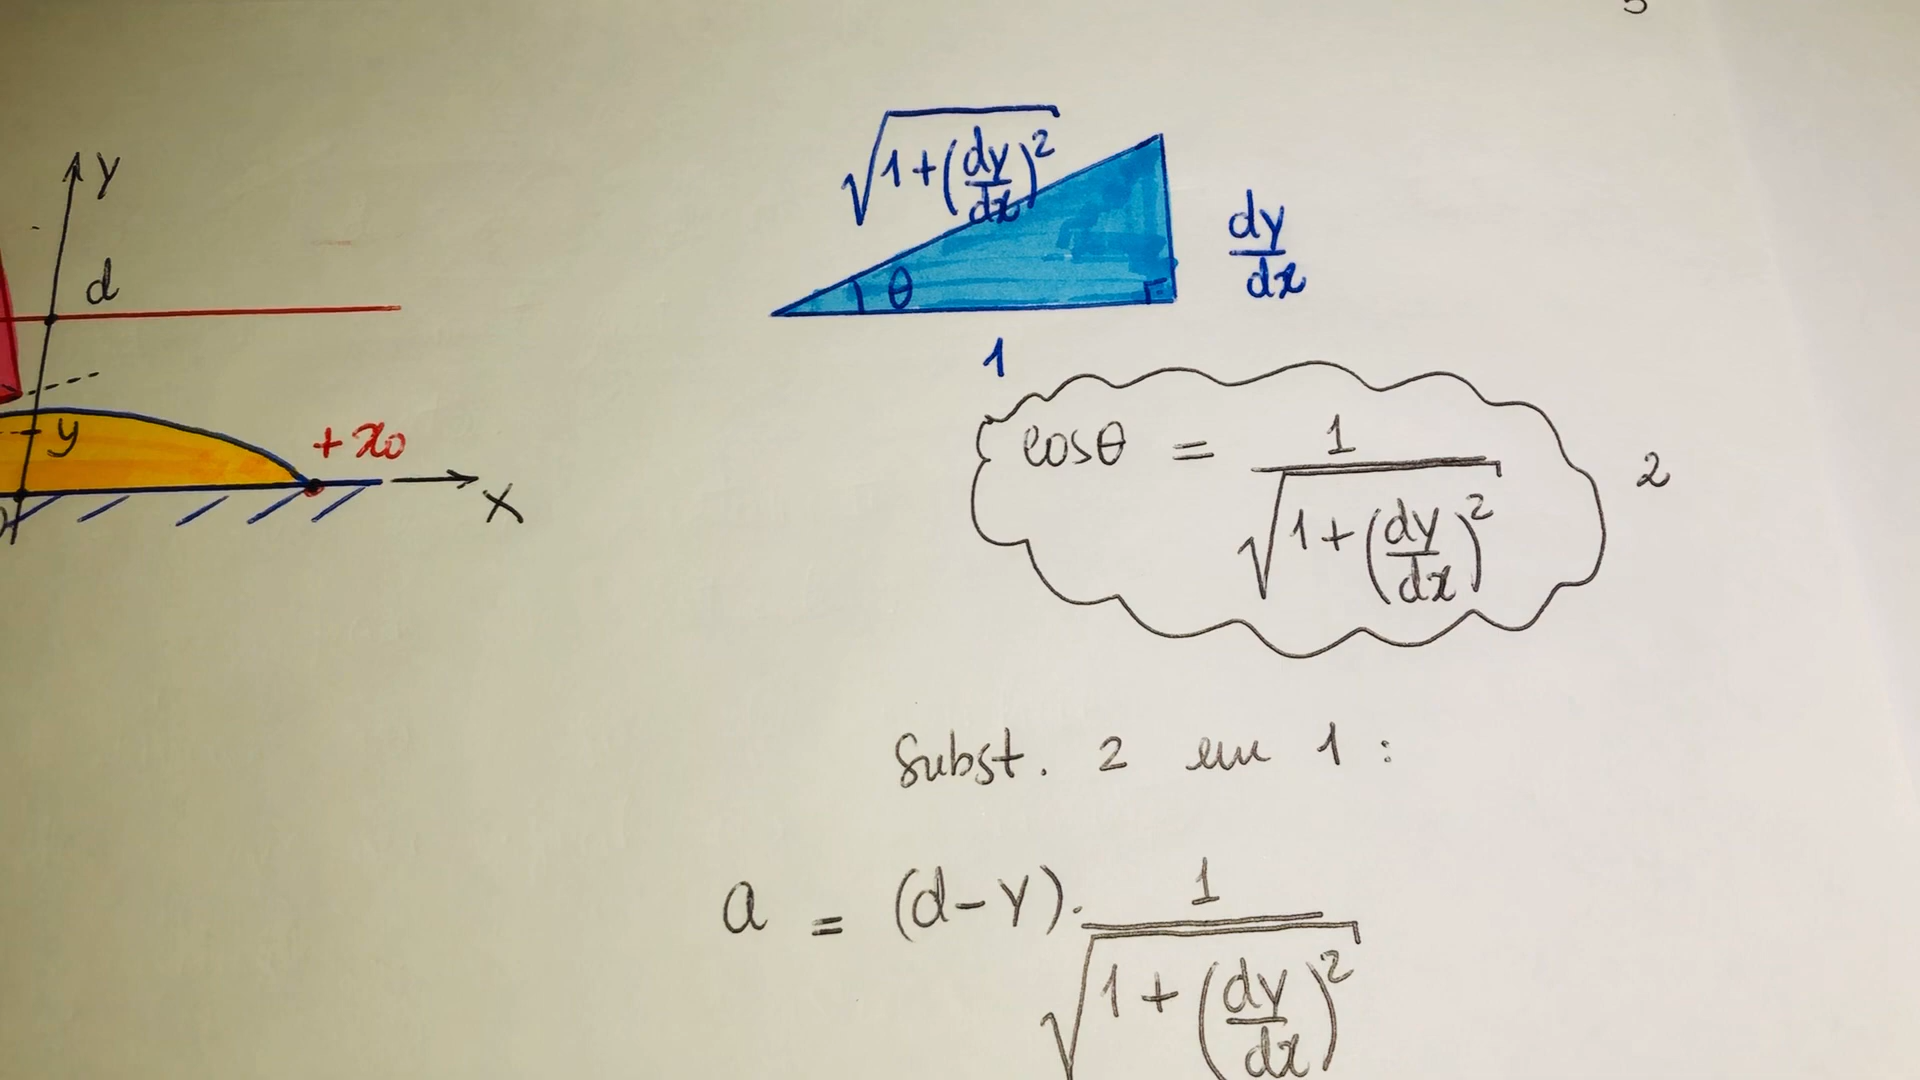 y
d
y
+ x₀
x
√(1+(dy/dx)²)
dy/dx
θ
1
cosθ = 1/√(1+(dy/dx)²)
2
Subst. 2 em 1 :
a = (d-y). 1/√(1+(dy/dx)²)